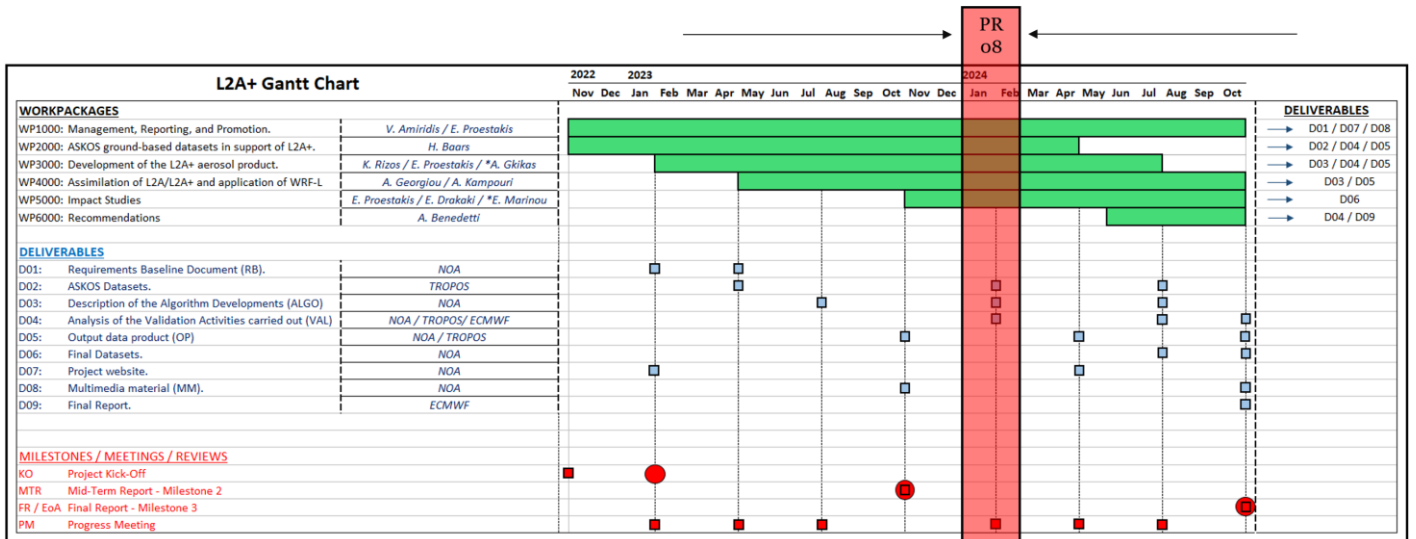 PR
08
L2A+ Gantt Chart
2022 2023 2024
Nov Dec Jan Feb Mar Apr May Jun Jul Aug Sep Oct Nov Dec Jan Feb Mar Apr May Jun Jul Aug Sep Oct
WORKPACKAGES DELIVERABLES
WP1000: Management, Reporting, and Promotion. V. Amiridis / E. Proestakis D01 / D07 / D08
WP2000: ASKOS ground-based datasets in support of L2A+. H. Baars D02 / D04 / D05
WP3000: Development of the L2A+ aerosol product. K. Rizos / E. Proestakis / *A. Gkikas D03 / D04 / D05
WP4000: Assimilation of L2A/L2A+ and application of WRF-L A. Georgiou / A. Kampouri D03 / D05
WP5000: Impact Studies E. Proestakis / E. Drakaki / *E. Marinou D06
WP6000: Recommendations A. Benedetti D04 / D09
DELIVERABLES
D01: Requirements Baseline Document (RB). NOA
D02: ASKOS Datasets. TROPOS
D03: Description of the Algorithm Developments (ALGO) NOA
D04: Analysis of the Validation Activities carried out (VAL) NOA / TROPOS/ ECMWF
D05: Output data product (OP) NOA / TROPOS
D06: Final Datasets. NOA
D07: Project website. NOA
D08: Multimedia material (MM). NOA
D09: Final Report. ECMWF
MILESTONES / MEETINGS / REVIEWS
KO Project Kick-Off
MTR Mid-Term Report - Milestone 2
FR / EoA Final Report - Milestone 3
PM Progress Meeting